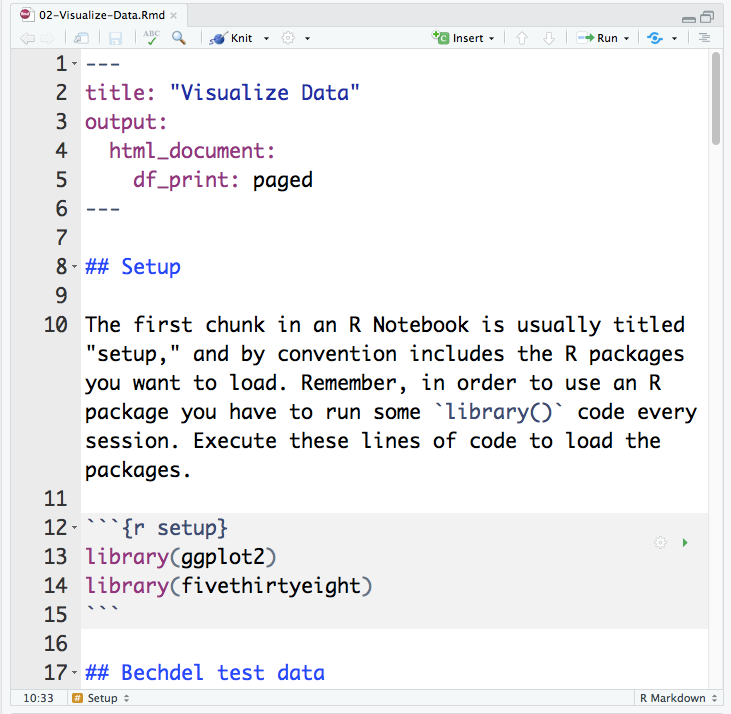 02-Visualize-Data.Rmd
ABC Knit Insert Run
1 ---
2 title: "Visualize Data"
3 output:
4   html_document:
5     df_print: paged
6 ---
7
8 ## Setup
9
10 The first chunk in an R Notebook is usually titled
"setup," and by convention includes the R packages
you want to load. Remember, in order to use an R
package you have to run some `library()` code every
session. Execute these lines of code to load the
packages.
11
12 ```{r setup}
13 library(ggplot2)
14 library(fivethirtyeight)
15 ```
16
17 ## Bechdel test data
10:33 # Setup R Markdown